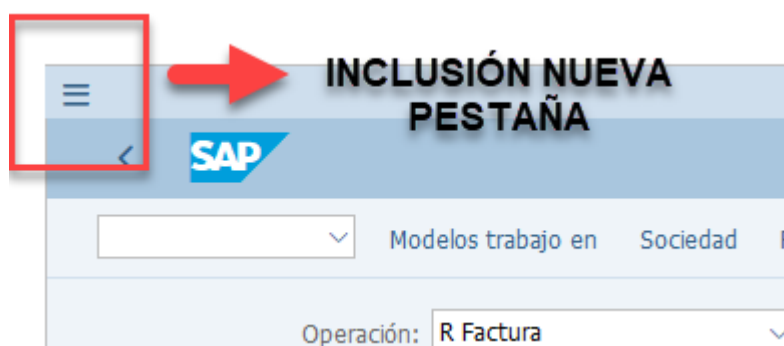 INCLUSIÓN NUEVA
PESTAÑA
SAP
Modelos trabajo en Sociedad
Operación: R Factura